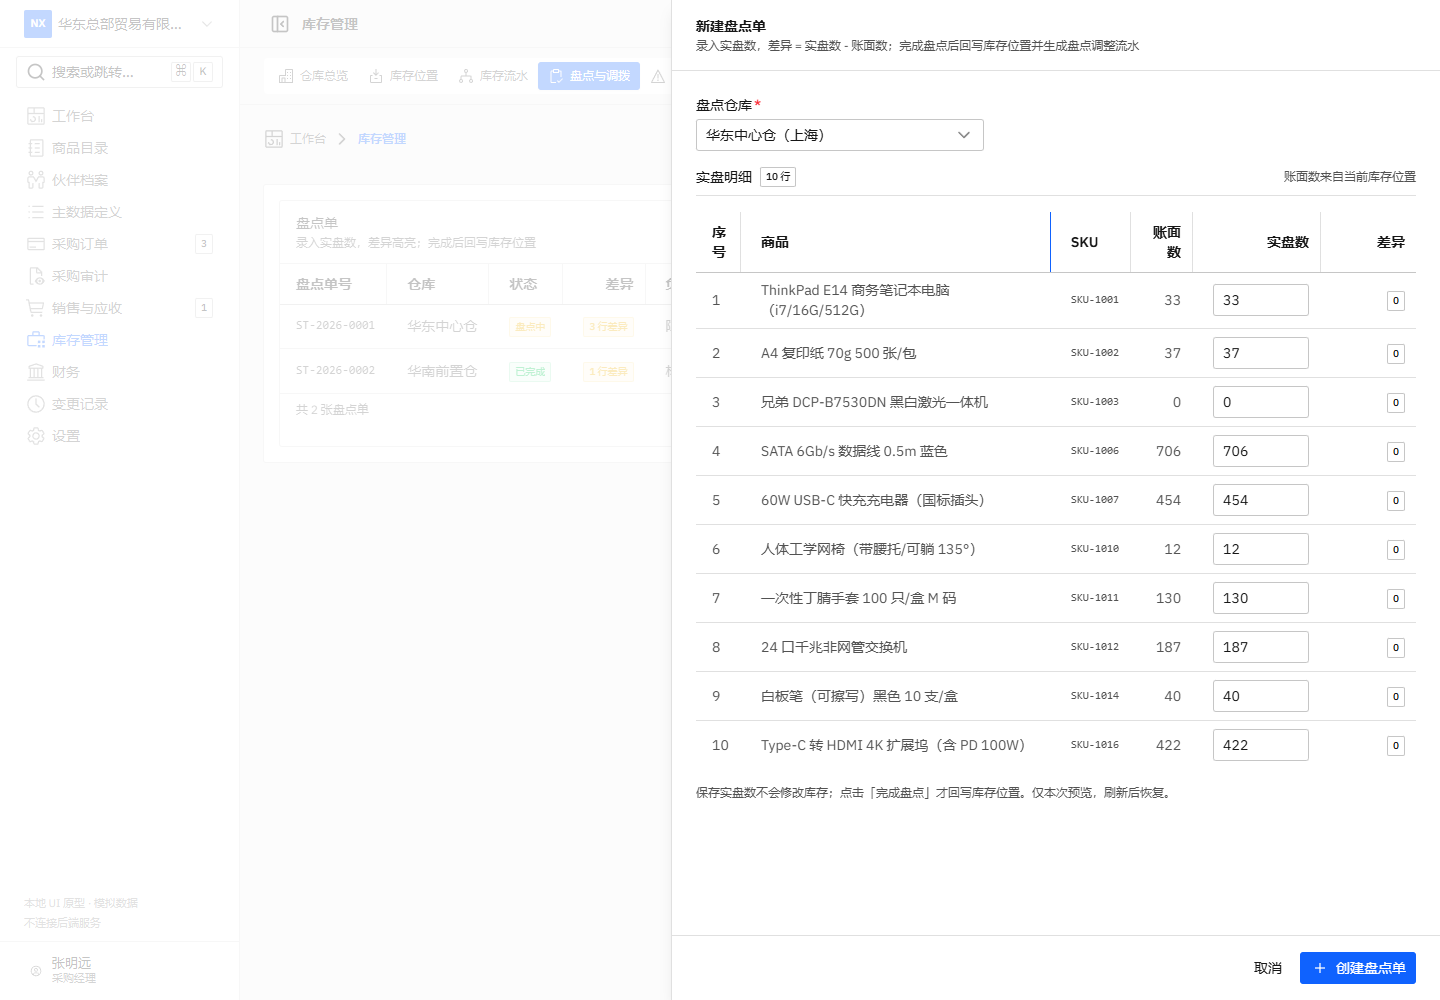 NX 华东总部贸易有限...
搜索或跳转... ⌘ K
工作台
商品目录
伙伴档案
主数据定义
采购订单 3
采购审计
销售与应收 1
库存管理
财务
变更记录
设置
本地 UI 原型 · 模拟数据
不连接后端服务
张明远
采购经理
库存管理
仓库总览 库存位置 库存流水 盘点与调拨
工作台 库存管理
盘点单
录入实盘数，差异高亮；完成后回写库存位置
盘点单号 仓库 状态 差异
ST-2026-0001 华东中心仓 盘点中 3 行差异
ST-2026-0002 华南前置仓 已完成 1 行差异
共 2 张盘点单
新建盘点单
录入实盘数，差异 = 实盘数 - 账面数；完成盘点后回写库存位置并生成盘点调整流水
盘点仓库 *
华东中心仓（上海）
实盘明细 10 行 账面数来自当前库存位置
序号 商品 SKU 账面数 实盘数 差异
1 ThinkPad E14 商务笔记本电脑
（i7/16G/512G） SKU-1001 33 33 0
2 A4 复印纸 70g 500 张/包 SKU-1002 37 37 0
3 兄弟 DCP-B7530DN 黑白激光一体机 SKU-1003 0 0 0
4 SATA 6Gb/s 数据线 0.5m 蓝色 SKU-1006 706 706 0
5 60W USB-C 快充充电器（国标插头） SKU-1007 454 454 0
6 人体工学网椅（带腰托/可躺 135°） SKU-1010 12 12 0
7 一次性丁腈手套 100 只/盒 M 码 SKU-1011 130 130 0
8 24 口千兆非网管交换机 SKU-1012 187 187 0
9 白板笔（可擦写）黑色 10 支/盒 SKU-1014 40 40 0
10 Type-C 转 HDMI 4K 扩展坞（含 PD 100W） SKU-1016 422 422 0
保存实盘数不会修改库存；点击「完成盘点」才回写库存位置。仅本次预览，刷新后恢复。
取消 + 创建盘点单